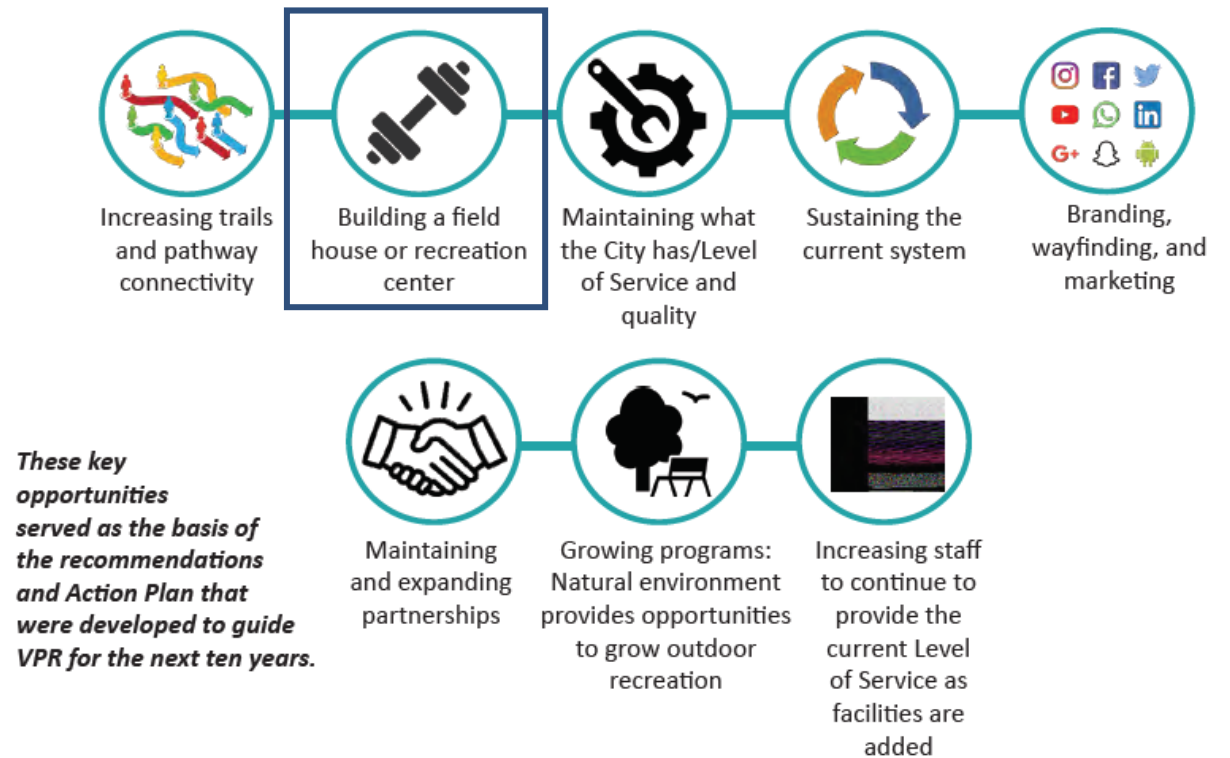 Increasing trails
and pathway
connectivity
Building a field
house or recreation
center
Maintaining what
the City has/Level
of Service and
quality
Sustaining the
current system
G+
in
Branding,
wayfinding, and
marketing
These key
opportunities
served as the basis of
the recommendations
and Action Plan that
were developed to guide
VPR for the next ten years.
Maintaining
and expanding
partnerships
Growing programs:
Natural environment
provides opportunities
to grow outdoor
recreation
Increasing staff
to continue to
provide the
current Level
of Service as
facilities are
added